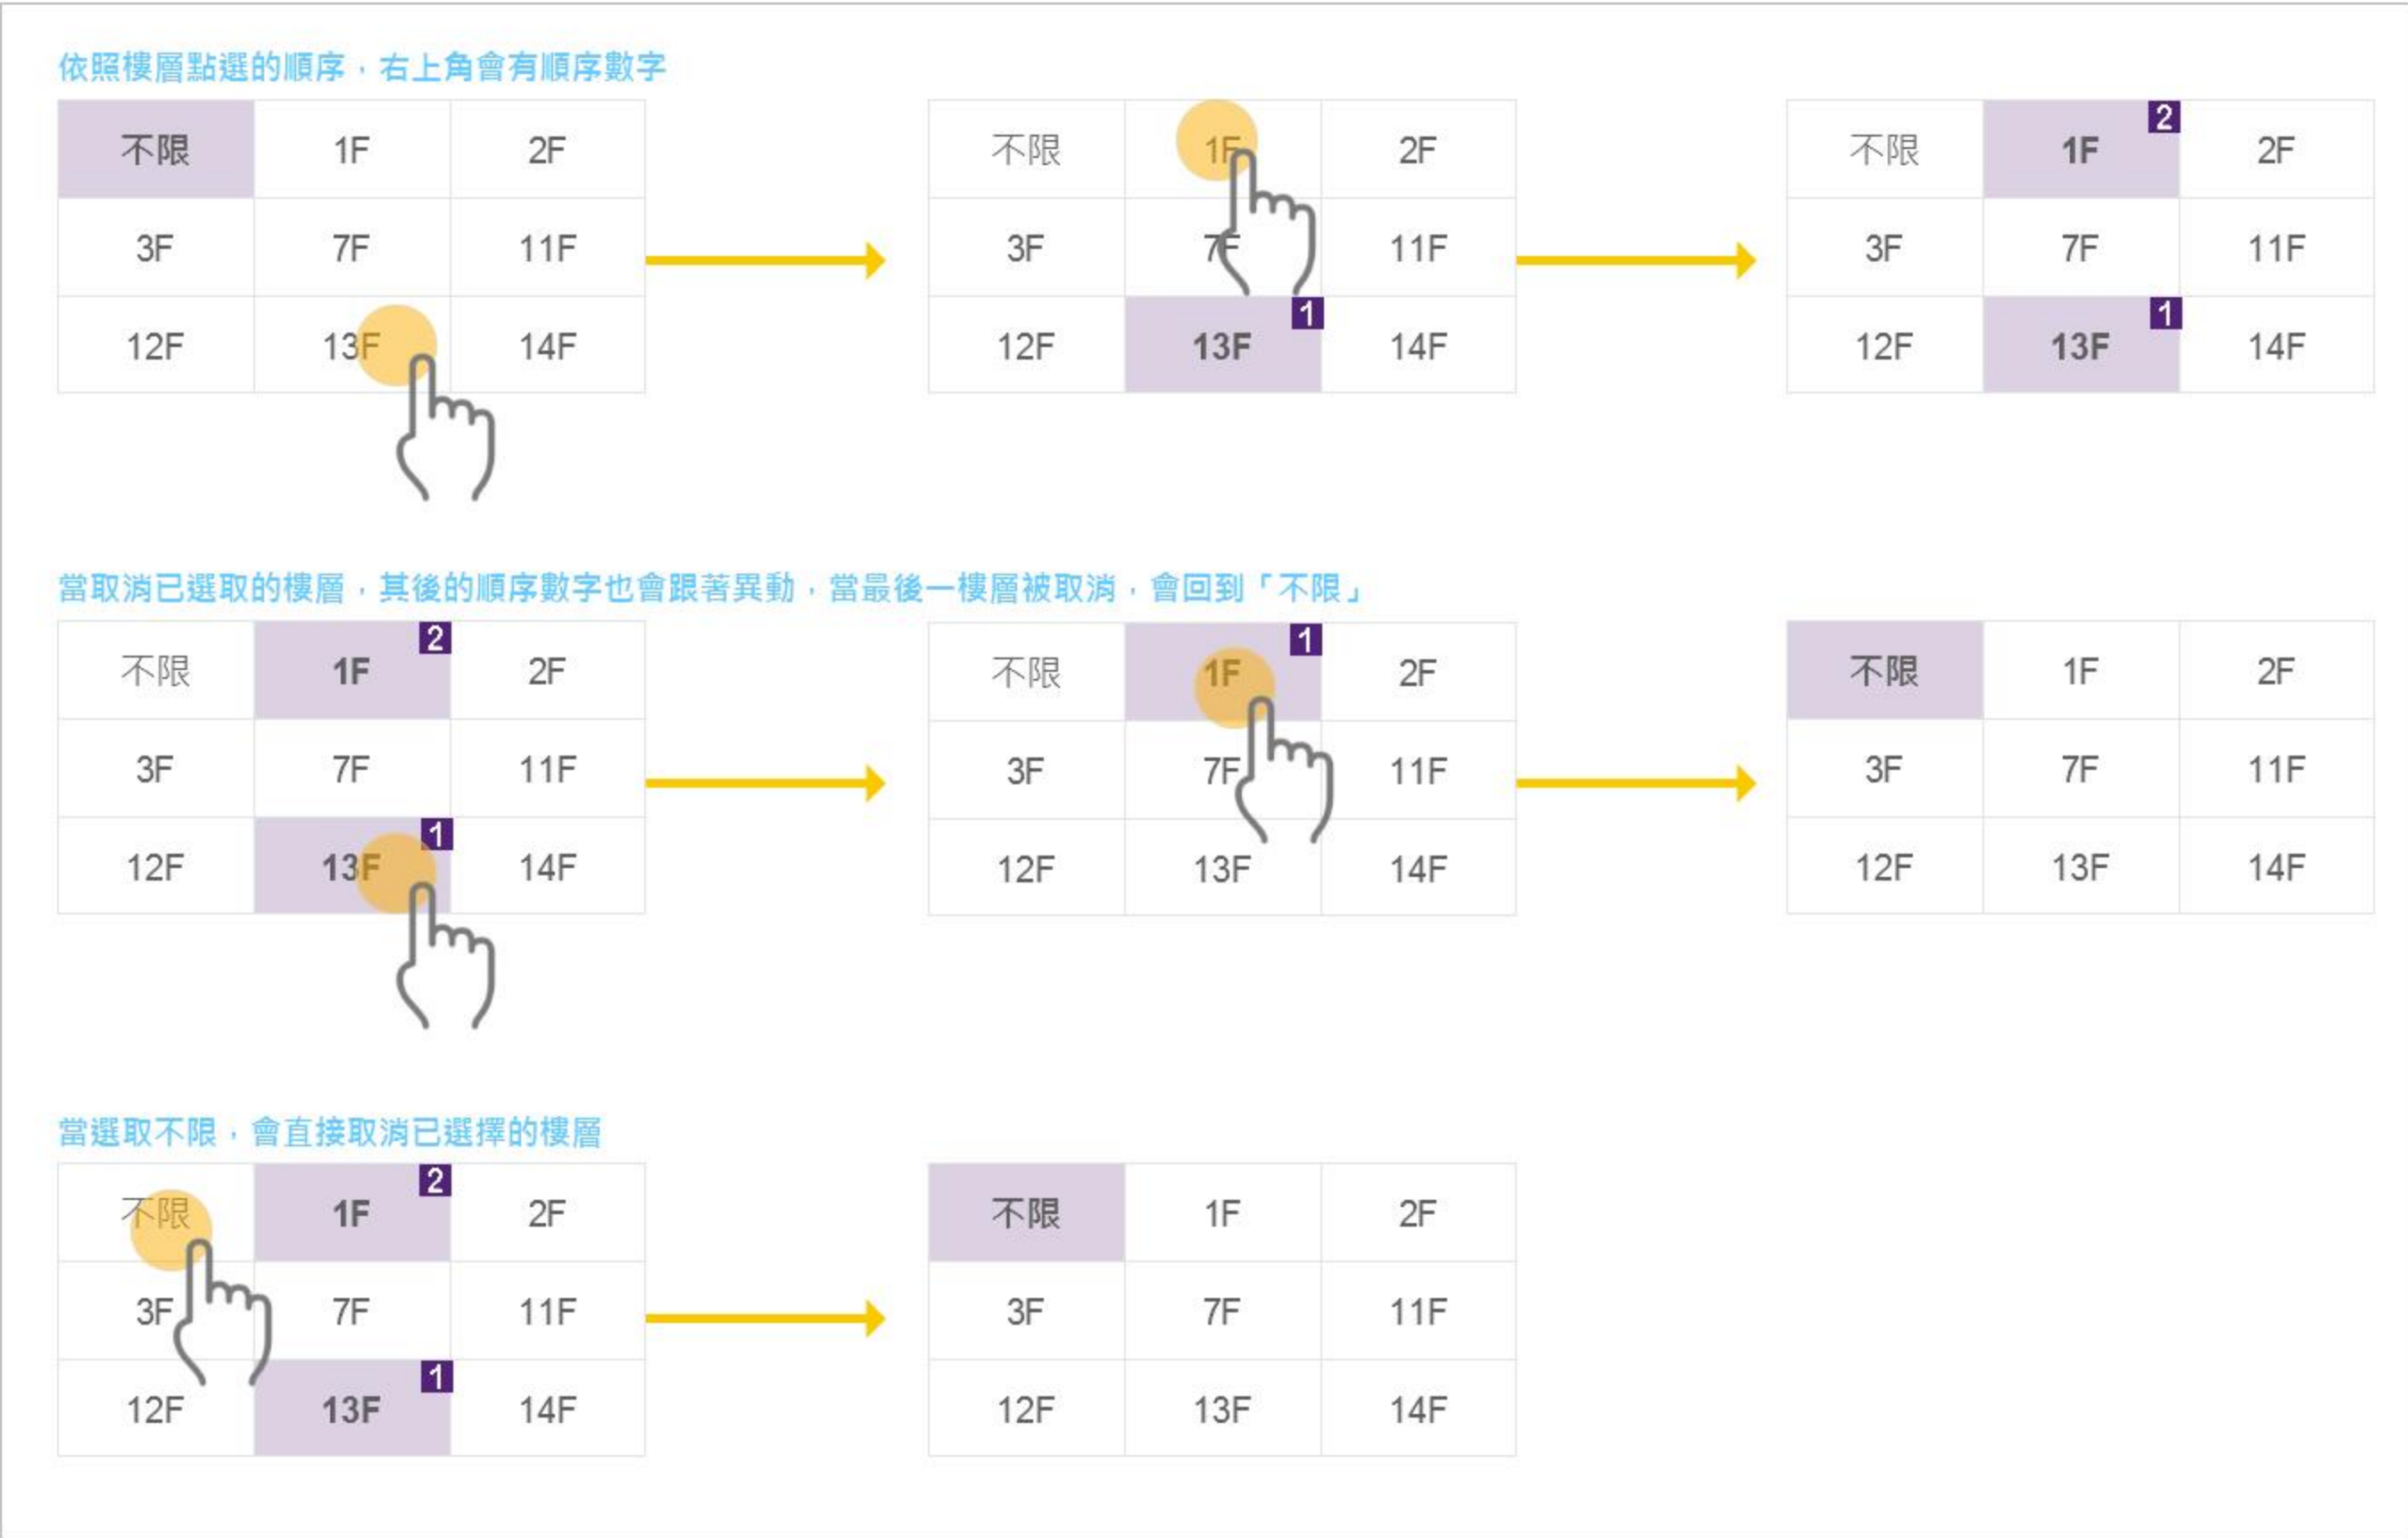 依照樓層點選的順序，右上角會有順序數字
不限 1F 2F
3F 7F 11F
12F 13F 14F
不限 1F 2F
3F 7F 11F
12F 13F 1 14F
不限 1F 2 2F
3F 7F 11F
12F 13F 1 14F
當取消已選取的樓層，其後的順序數字也會跟著異動，當最後一樓層被取消，會回到「不限」
不限 1F 2 2F
3F 7F 11F
12F 13F 1 14F
不限 1F 1 2F
3F 7F 11F
12F 13F 14F
不限 1F 2F
3F 7F 11F
12F 13F 14F
當選取不限，會直接取消已選擇的樓層
不限 1F 2 2F
3F 7F 11F
12F 13F 1 14F
不限 1F 2F
3F 7F 11F
12F 13F 14F